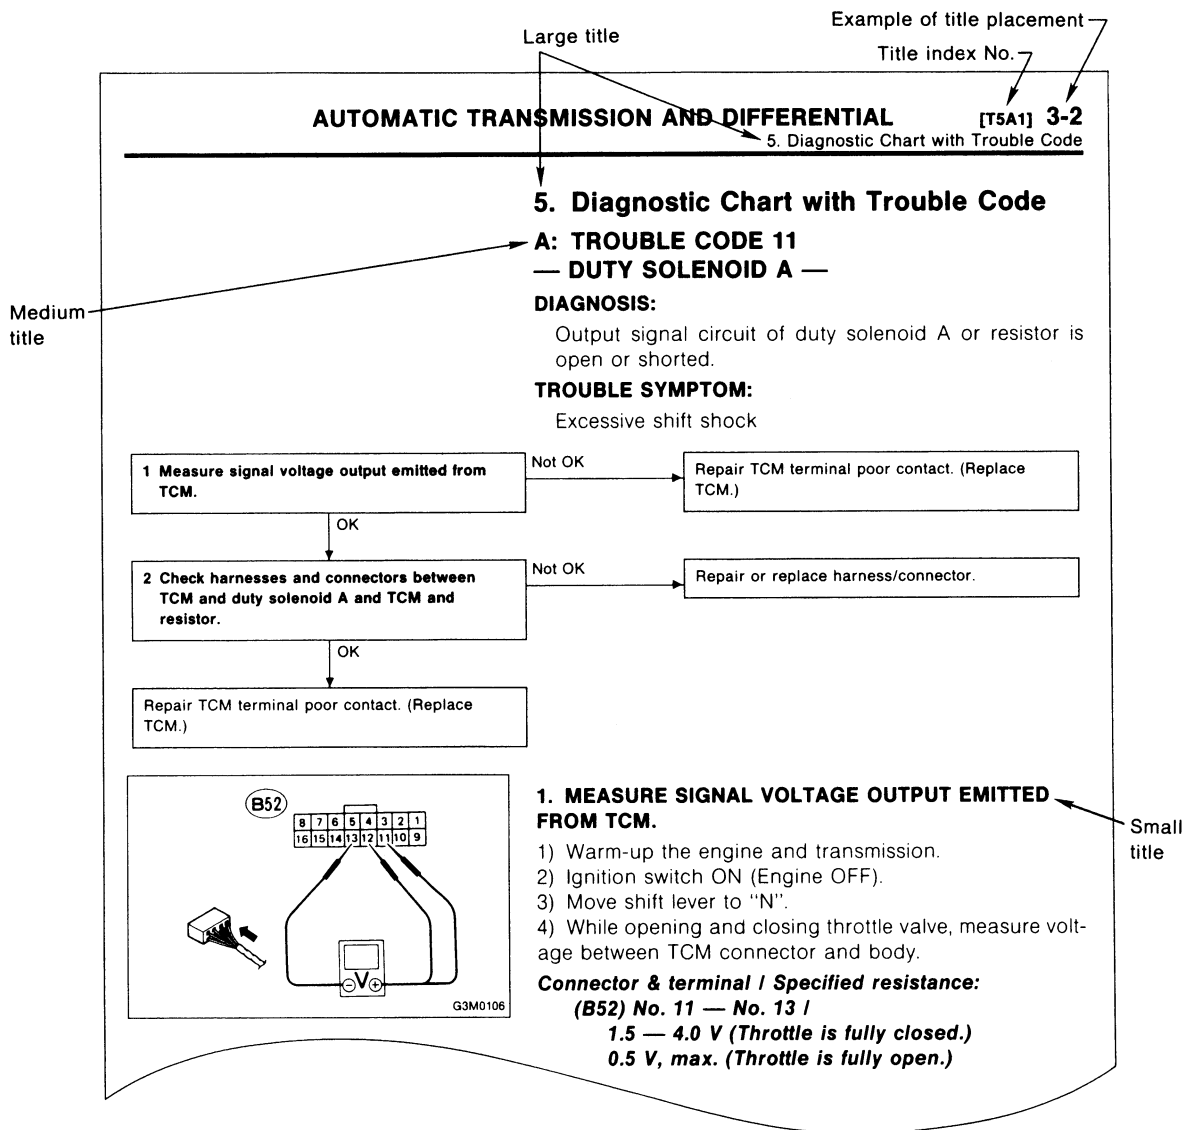 Example of title placement
Large title
Title index No.
AUTOMATIC TRANSMISSION AND DIFFERENTIAL [T5A1] 3-2
5. Diagnostic Chart with Trouble Code
5. Diagnostic Chart with Trouble Code
A: TROUBLE CODE 11
— DUTY SOLENOID A —
Medium
title
DIAGNOSIS:
Output signal circuit of duty solenoid A or resistor is
open or shorted.
TROUBLE SYMPTOM:
Excessive shift shock
1 Measure signal voltage output emitted from
TCM.
Not OK
Repair TCM terminal poor contact. (Replace
TCM.)
OK
2 Check harnesses and connectors between
TCM and duty solenoid A and TCM and
resistor.
Not OK
Repair or replace harness/connector.
OK
Repair TCM terminal poor contact. (Replace
TCM.)
B52
8 7 6 5 4 3 2 1
16 15 14 13 12 11 10 9
V
G3M0106
1. MEASURE SIGNAL VOLTAGE OUTPUT EMITTED
FROM TCM.
Small
title
1) Warm-up the engine and transmission.
2) Ignition switch ON (Engine OFF).
3) Move shift lever to "N".
4) While opening and closing throttle valve, measure volt-
age between TCM connector and body.
Connector & terminal / Specified resistance:
(B52) No. 11 — No. 13 /
1.5 — 4.0 V (Throttle is fully closed.)
0.5 V, max. (Throttle is fully open.)